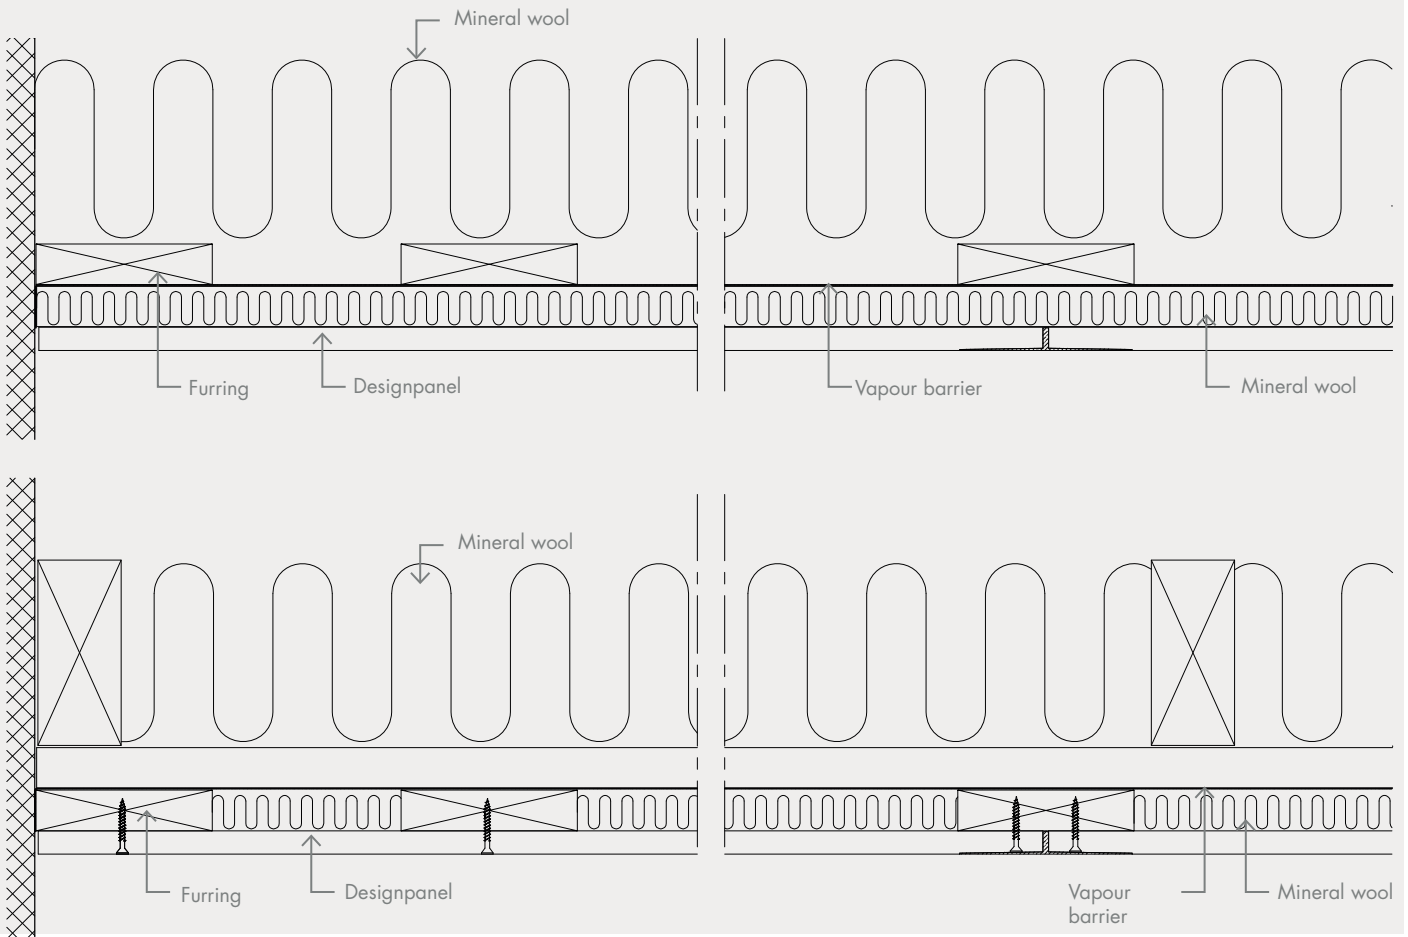 Mineral wool
Furring
Designpanel
Vapour barrier
Mineral wool
Mineral wool
Furring
Designpanel
Vapour
barrier
Mineral wool